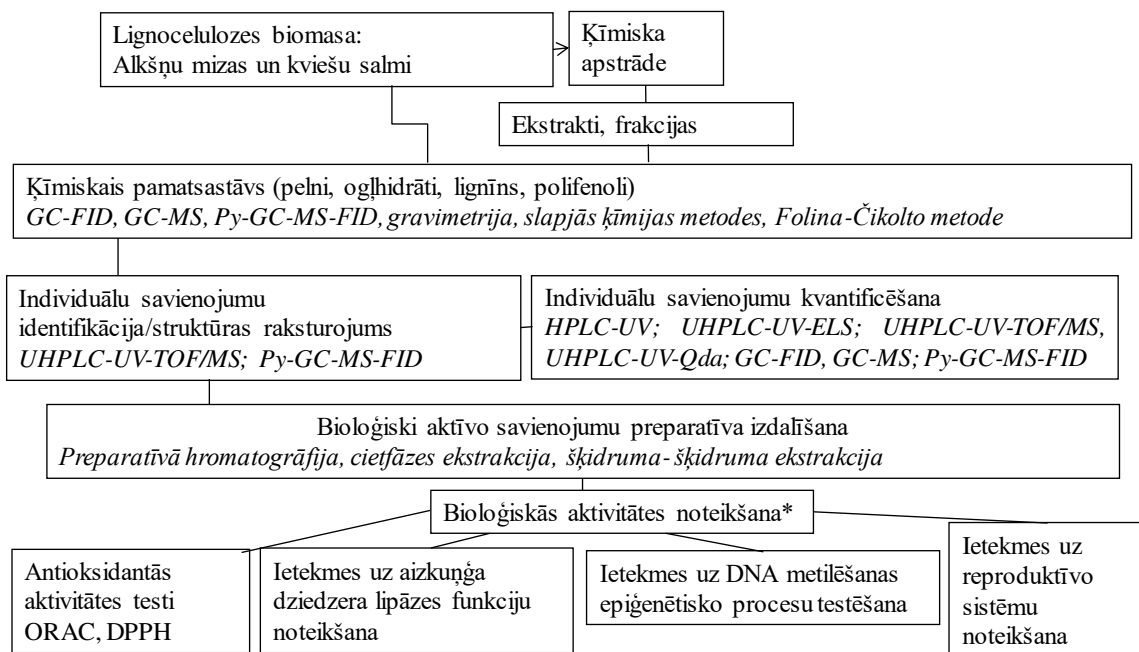 Lignocelulozes biomasa:
Alkšņu mizas un kviešu salmi
Ķīmiska
apstrāde
Ekstrakti, frakcijas
Ķīmiskais pamatsastāvs (pelni, ogļhidrāti, lignīns, polifenoli)
GC-FID, GC-MS, Py-GC-MS-FID, gravimetrija, slapjās ķīmijas metodes, Folina-Čikolto metode
Individuālu savienojumu
identifikācija/struktūras raksturojums
UHPLC-UV-TOF/MS; Py-GC-MS-FID
Individuālu savienojumu kvantificēšana
HPLC-UV; UHPLC-UV-ELS; UHPLC-UV-TOF/MS,
UHPLC-UV-Qda; GC-FID, GC-MS; Py-GC-MS-FID
Bioloģiski aktīvo savienojumu preparatīva izdalīšana
Preparatīvā hromatogrāfija, cietfāzes ekstrakcija, šķidruma- šķidruma ekstrakcija
Bioloģiskās aktivitātes noteikšana*
Antioksidantās
aktivitātes testi
ORAC, DPPH
Ietekmes uz aizkuņģa
dziedzera lipāzes funkciju
noteikšana
Ietekmes uz DNA metilēšanas
epiģenētisko procesu testēšana
Ietekmes uz
reproduktīvo
sistēmu
noteikšana